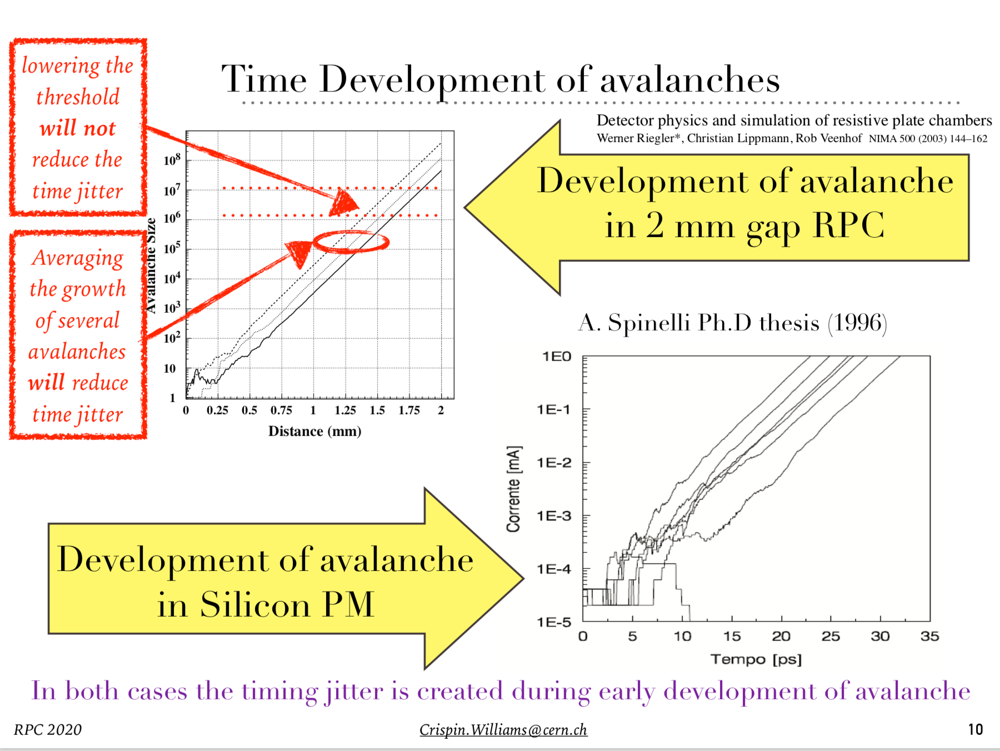 lowering the
threshold
will not
reduce the
time jitter
Time Development of avalanches
Detector physics and simulation of resistive plate chambers
Werner Riegler*, Christian Lippmann, Rob Veenhof NIMA 500 (2003) 144–162
Development of avalanche
in 2 mm gap RPC
Averaging
the growth
of several
avalanches
will reduce
time jitter
Avalanche Size
10⁸
10⁷
10⁶
10⁵
10⁴
10³
10²
10
1
0 0.25 0.5 0.75 1 1.25 1.5 1.75 2
Distance (mm)
A. Spinelli Ph.D thesis (1996)
Corrente [mA]
1E0
1E-1
1E-2
1E-3
1E-4
1E-5
0 5 10 15 20 25 30 35
Tempo [ps]
Development of avalanche
in Silicon PM
In both cases the timing jitter is created during early development of avalanche
RPC 2020
Crispin.Williams@cern.ch
10